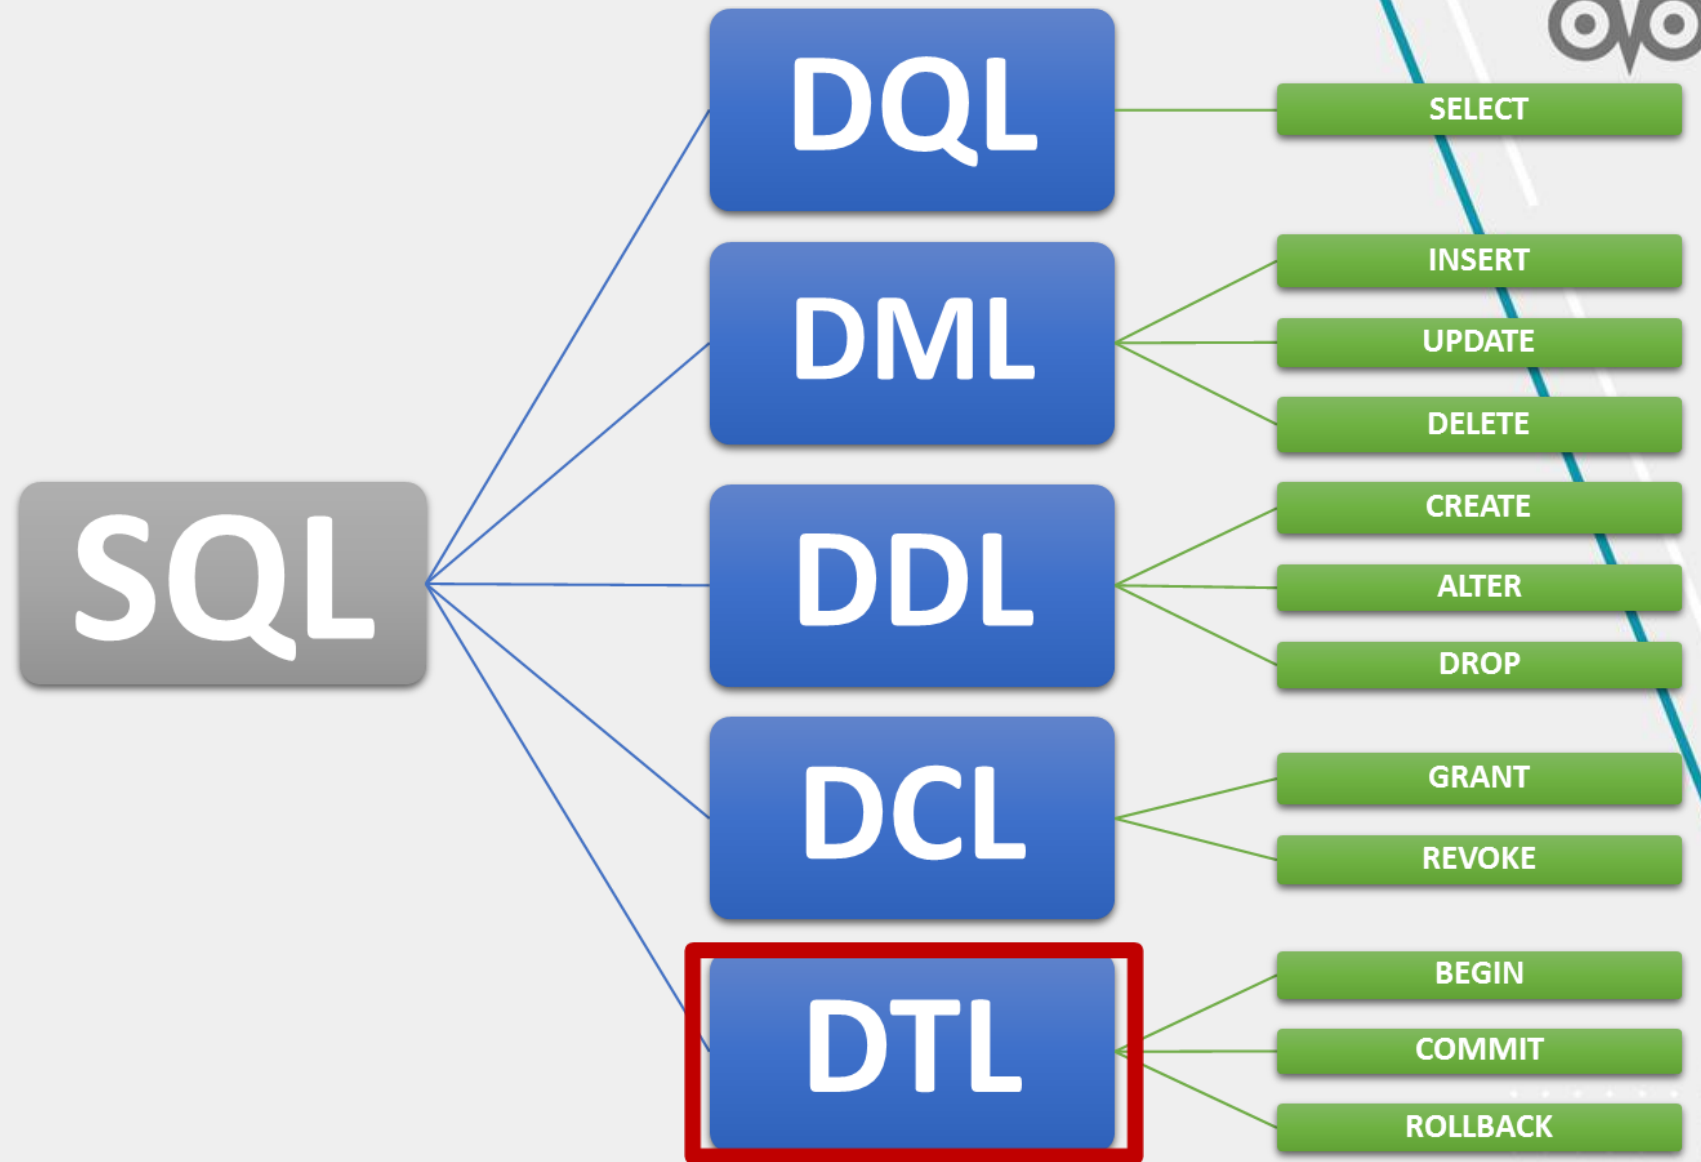 SQL
DQL
SELECT
DML
INSERT
UPDATE
DELETE
DDL
CREATE
ALTER
DROP
DCL
GRANT
REVOKE
DTL
BEGIN
COMMIT
ROLLBACK